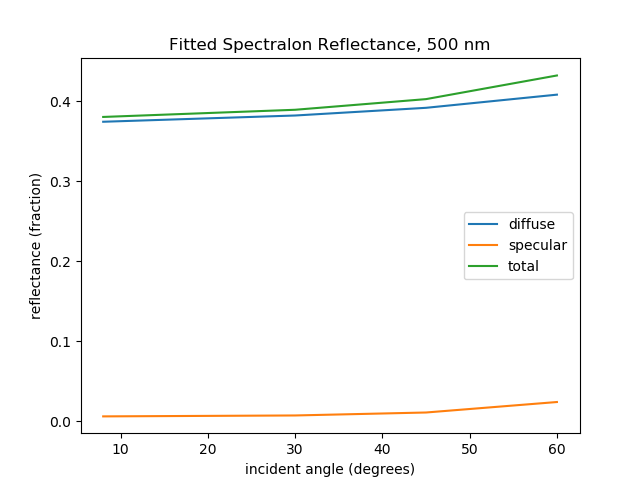 Fitted Spectralon Reflectance, 500 nm
reflectance (fraction)
0.4
0.3
0.2
0.1
0.0
diffuse
specular
total
10 20 30 40 50 60
incident angle (degrees)